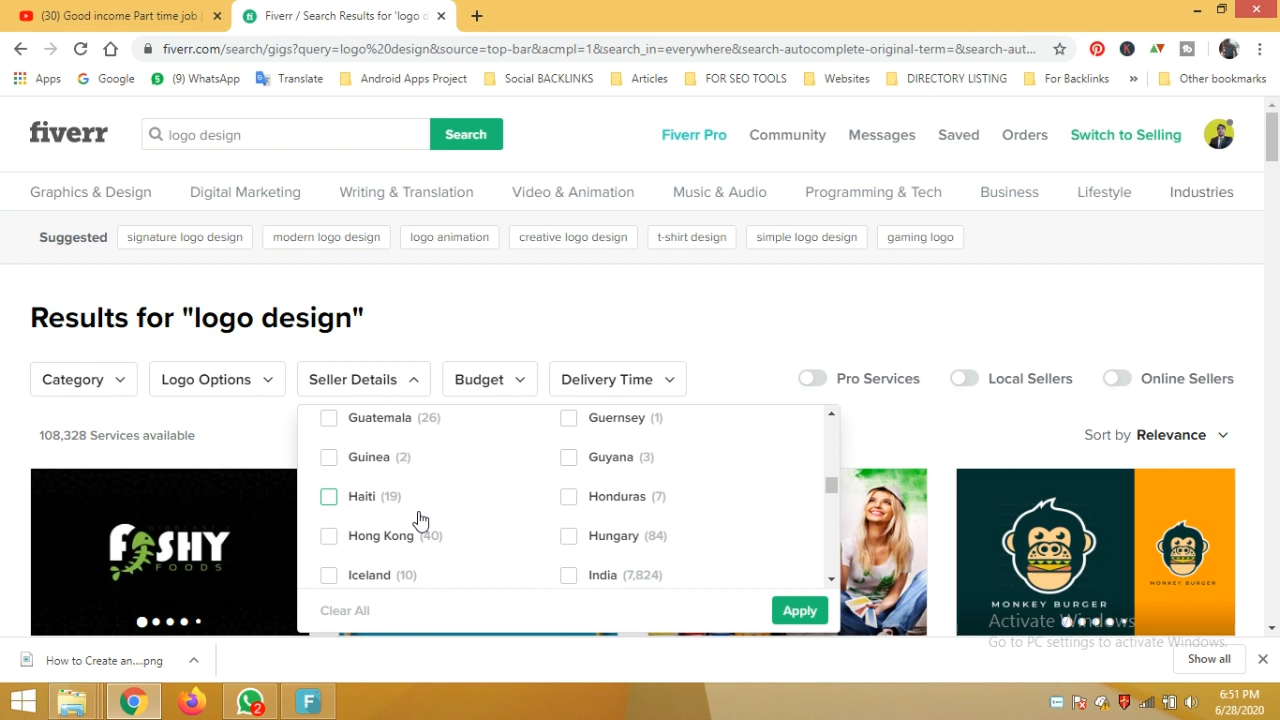 (30) Good income Part time job
Fiverr / Search Results for 'logo d
fiverr.com/search/gigs?query=logo%20design&source=top-bar&acmpl=1&search_in=everywhere&search-autocomplete-original-term=&search-aut...
Apps
Google
(9) WhatsApp
Translate
Android Apps Project
Social BACKLINKS
Articles
FOR SEO TOOLS
Websites
DIRECTORY LISTING
For Backlinks
»
Other bookmarks
fiverr
logo design
Search
Fiverr Pro
Community
Messages
Saved
Orders
Switch to Selling
Graphics & Design
Digital Marketing
Writing & Translation
Video & Animation
Music & Audio
Programming & Tech
Business
Lifestyle
Industries
Suggested
signature logo design
modern logo design
logo animation
creative logo design
t-shirt design
simple logo design
gaming logo
Results for "logo design"
Category
Logo Options
Seller Details
Budget
Delivery Time
Pro Services
Local Sellers
Online Sellers
108,328 Services available
Sort by Relevance
Guatemala (26)
Guernsey (1)
Guinea (2)
Guyana (3)
Haiti (19)
Honduras (7)
Hong Kong (40)
Hungary (84)
Iceland (10)
India (7,824)
Clear All
Apply
FOODS
MONKEY BURGER
MONKEY BURGER
Activate Windows
Go to PC settings to activate Windows.
How to Create an....png
Show all
2
F
6:51 PM
6/28/2020